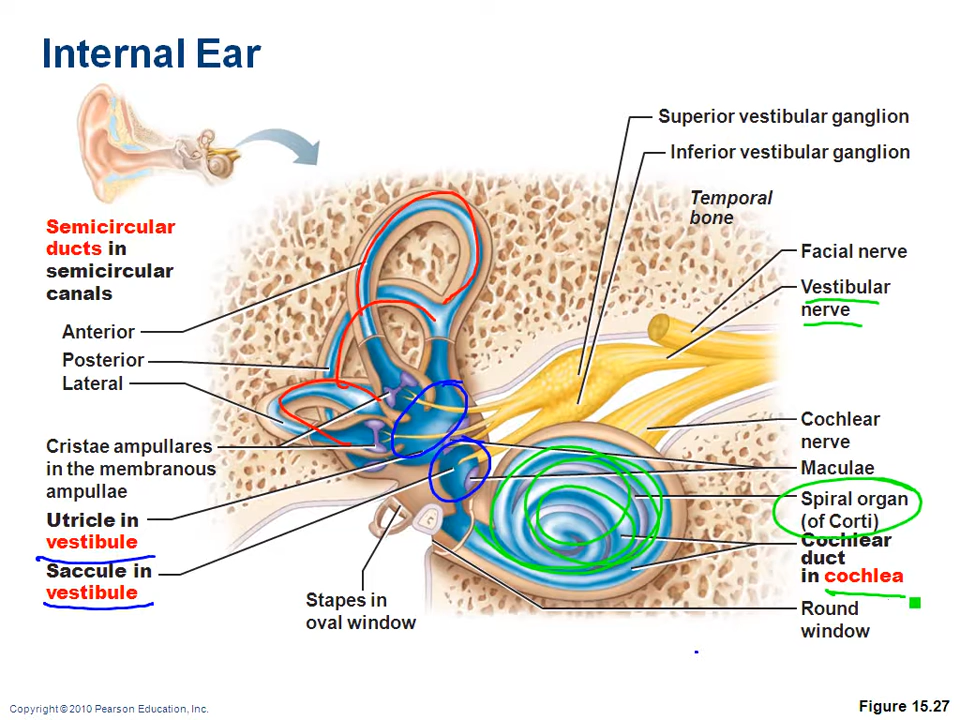 Internal Ear
Superior vestibular ganglion
Inferior vestibular ganglion
Temporal
bone
Semicircular
ducts in
semicircular
canals
Facial nerve
Vestibular
nerve
Anterior
Posterior
Lateral
Cristae ampullares
in the membranous
ampullae
Cochlear
nerve
Maculae
Spiral organ
(of Corti)
Utricle in
vestibule
Saccule in
vestibule
Cochlear
duct
in cochlea
Stapes in
oval window
Round
window
Copyright © 2010 Pearson Education, Inc.
Figure 15.27